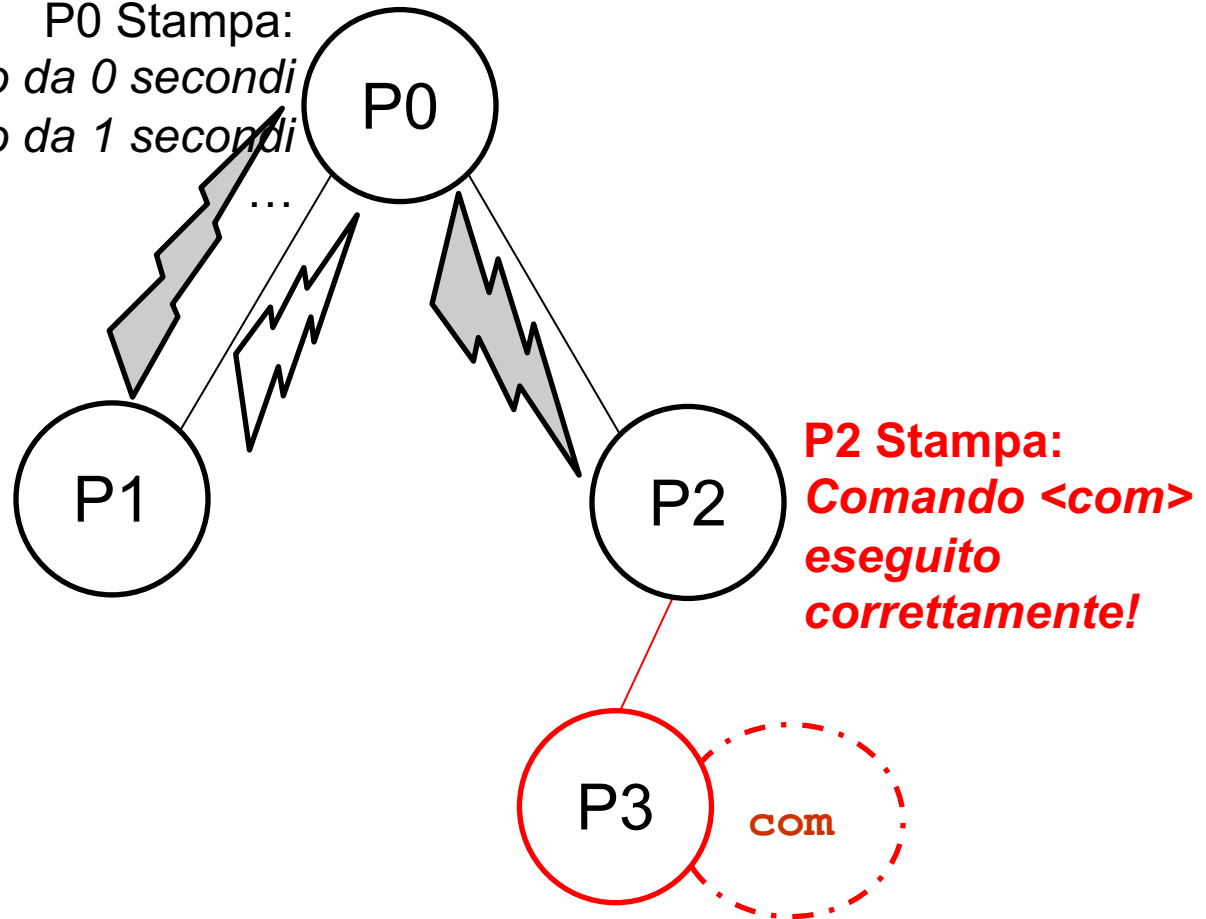 P0 Stampa:
o da 0 secondi
o da 1 secondi
…
P0
P1
P2
P2 Stampa:
Comando <com>
eseguito
correttamente!
P3
com